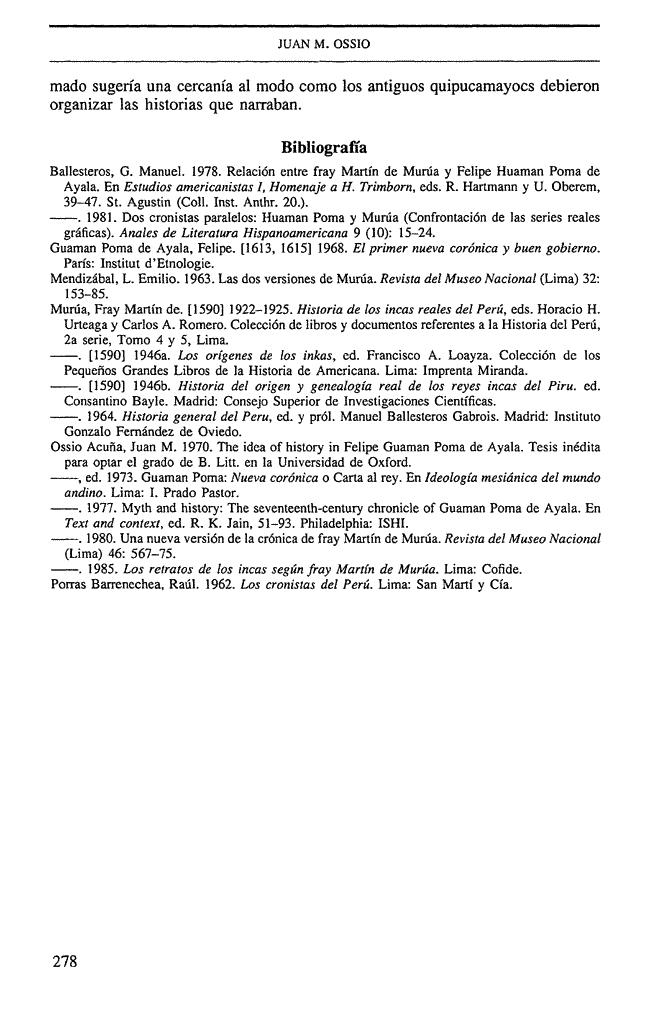 JUAN M. OSSIO
mado sugería una cercanía al modo como los antiguos quipucamayocs debieron
organizar las historias que narraban.
Bibliografía
Ballesteros, G. Manuel. 1978. Relación entre fray Martín de Murúa y Felipe Huaman Poma de
Ayala. En Estudios americanistas I, Homenaje a H. Trimborn, eds. R. Hartmann y U. Oberem,
39–47. St. Agustin (Coll. Inst. Anthr. 20.).
——. 1981. Dos cronistas paralelos: Huaman Poma y Murúa (Confrontación de las series reales
gráficas). Anales de Literatura Hispanoamericana 9 (10): 15–24.
Guaman Poma de Ayala, Felipe. [1613, 1615] 1968. El primer nueva corónica y buen gobierno.
París: Institut d'Etnologie.
Mendizábal, L. Emilio. 1963. Las dos versiones de Murúa. Revista del Museo Nacional (Lima) 32:
153–85.
Murúa, Fray Martín de. [1590] 1922–1925. Historia de los incas reales del Perú, eds. Horacio H.
Urteaga y Carlos A. Romero. Colección de libros y documentos referentes a la Historia del Perú,
2a serie, Tomo 4 y 5, Lima.
——. [1590] 1946a. Los orígenes de los inkas, ed. Francisco A. Loayza. Colección de los
Pequeños Grandes Libros de la Historia de Americana. Lima: Imprenta Miranda.
——. [1590] 1946b. Historia del origen y genealogía real de los reyes incas del Piru. ed.
Consantino Bayle. Madrid: Consejo Superior de Investigaciones Científicas.
——. 1964. Historia general del Peru, ed. y pról. Manuel Ballesteros Gabrois. Madrid: Instituto
Gonzalo Fernández de Oviedo.
Ossio Acuña, Juan M. 1970. The idea of history in Felipe Guaman Poma de Ayala. Tesis inédita
para optar el grado de B. Litt. en la Universidad de Oxford.
——, ed. 1973. Guaman Poma: Nueva corónica o Carta al rey. En Ideología mesiánica del mundo
andino. Lima: I. Prado Pastor.
——. 1977. Myth and history: The seventeenth-century chronicle of Guaman Poma de Ayala. En
Text and context, ed. R. K. Jain, 51–93. Philadelphia: ISHI.
——. 1980. Una nueva versión de la crónica de fray Martín de Murúa. Revista del Museo Nacional
(Lima) 46: 567–75.
——. 1985. Los retratos de los incas según fray Martín de Murúa. Lima: Cofide.
Porras Barrenechea, Raúl. 1962. Los cronistas del Perú. Lima: San Martí y Cía.
278